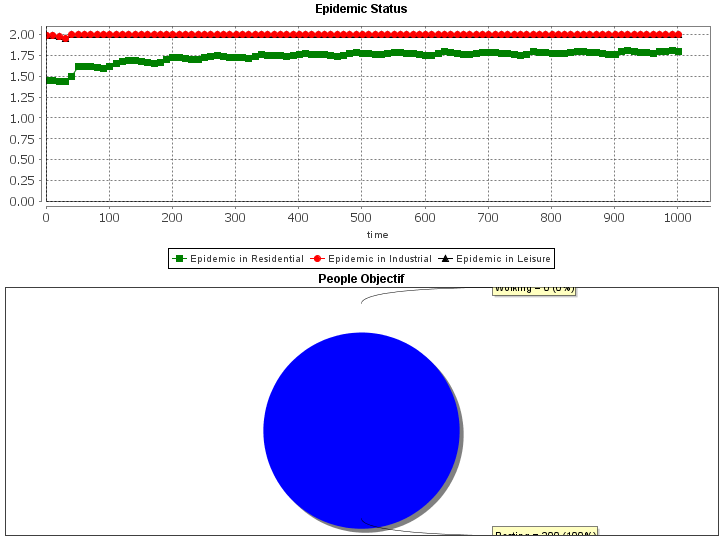 Epidemic Status
2.00
1.75
1.50
1.25
1.00
0.75
0.50
0.25
0.00
0 100 200 300 400 500 600 700 800 900 1000
time
Epidemic in Residential Epidemic in Industrial Epidemic in Leisure
People Objectif
Working = 0 (0%)
Resting = 200 (100%)